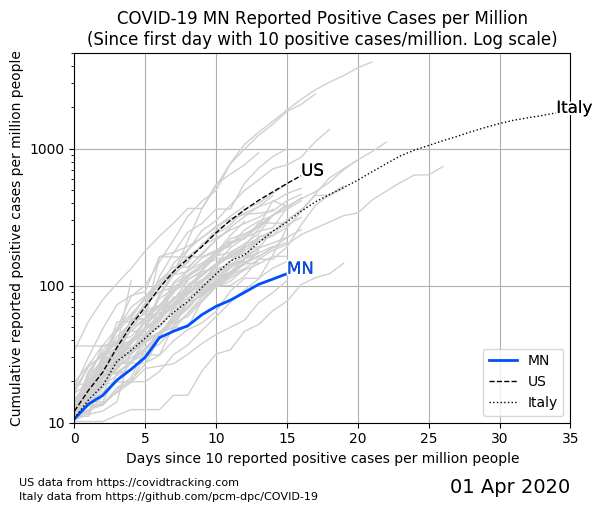 COVID-19 MN Reported Positive Cases per Million
(Since first day with 10 positive cases/million. Log scale)
Cumulative reported positive cases per million people
1000
100
10
Italy
US
MN
MN
US
Italy
0 5 10 15 20 25 30 35
Days since 10 reported positive cases per million people
US data from https://covidtracking.com
Italy data from https://github.com/pcm-dpc/COVID-19
01 Apr 2020